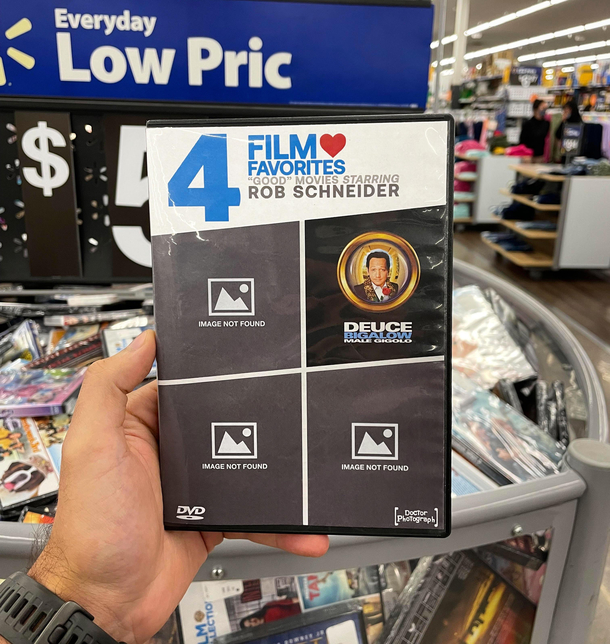 Everyday
Low Pric
$
5
4
FILM
FAVORITES
"GOOD" MOVIES STARRING
ROB SCHNEIDER
IMAGE NOT FOUND
DEUCE
BIGALOW
MALE GIGOLO
IMAGE NOT FOUND
IMAGE NOT FOUND
DVD
[Doctor
Photograph]